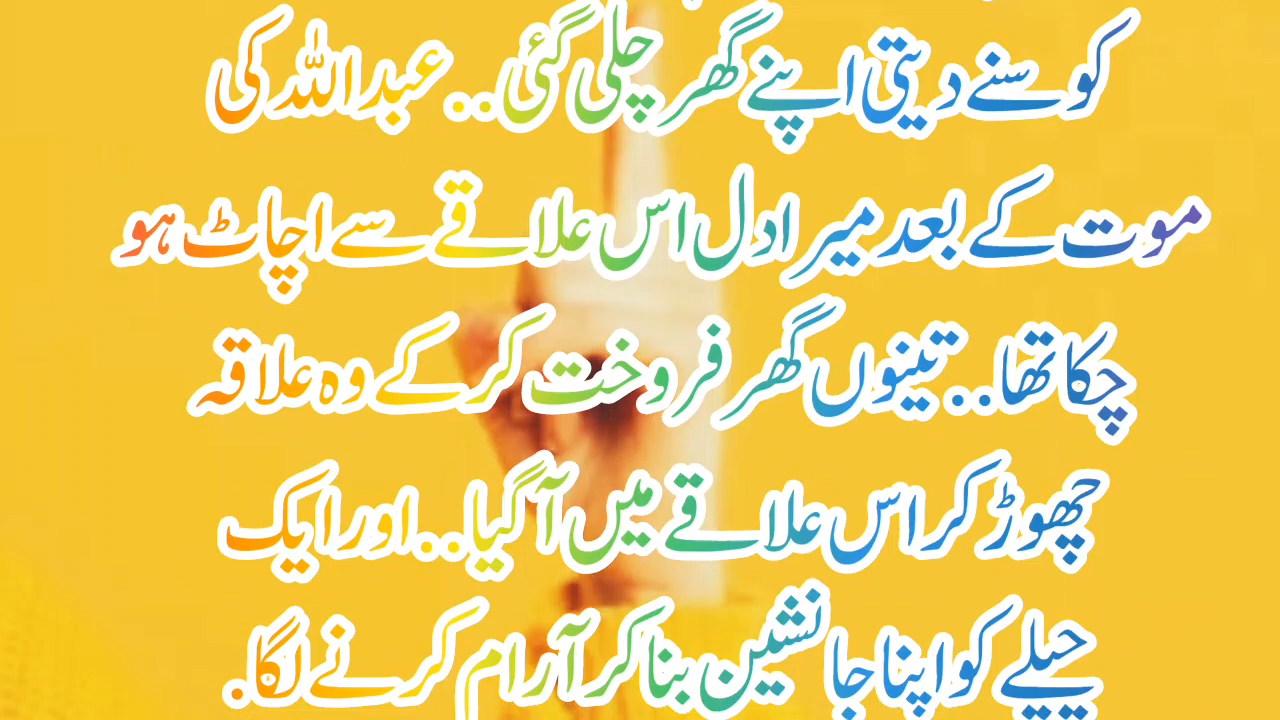 کوسنے دیتی اپنے گھر چلی گئی.. عبداللہ کی
موت کے بعد میرا دل اس علاقے سے اچاٹ ہو
چکا تھا.. تینوں گھر فروخت کر کے وہ علاقہ
چھوڑ کر اس علاقے میں آ گیا.. اور ایک
چیلے کو اپنا جانشین بنا کر آرام کرنے لگا.